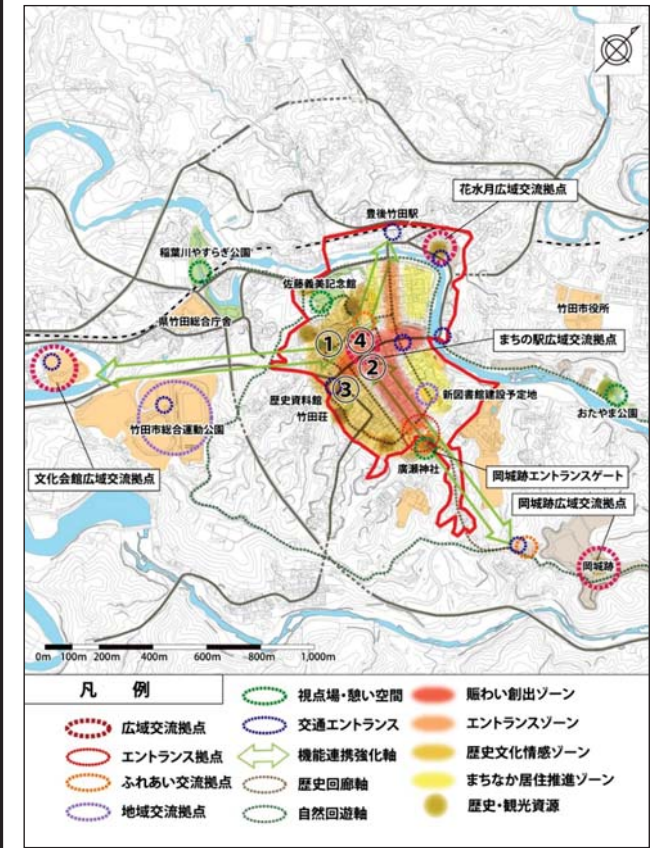 花水月広域交流拠点
豊後竹田駅
稲葉川やすらぎ公園
佐藤義美記念館
県竹田総合庁舎
竹田市役所
1
4
まちの駅広域交流拠点
2
3
歴史資料館
竹田荘
新図書館建設予定地
おたやま公園
竹田市総合運動公園
廣瀬神社
岡城跡エントランスゲート
文化会館広域交流拠点
岡城跡広域交流拠点
岡城跡
0m 100m 200m 400m 600m 800m 1,000m
凡 例
広域交流拠点
エントランス拠点
ふれあい交流拠点
地域交流拠点
視点場・憩い空間
交通エントランス
機能連携強化軸
歴史回廊軸
自然回遊軸
賑わい創出ゾーン
エントランスゾーン
歴史文化情感ゾーン
まちなか居住推進ゾーン
歴史・観光資源